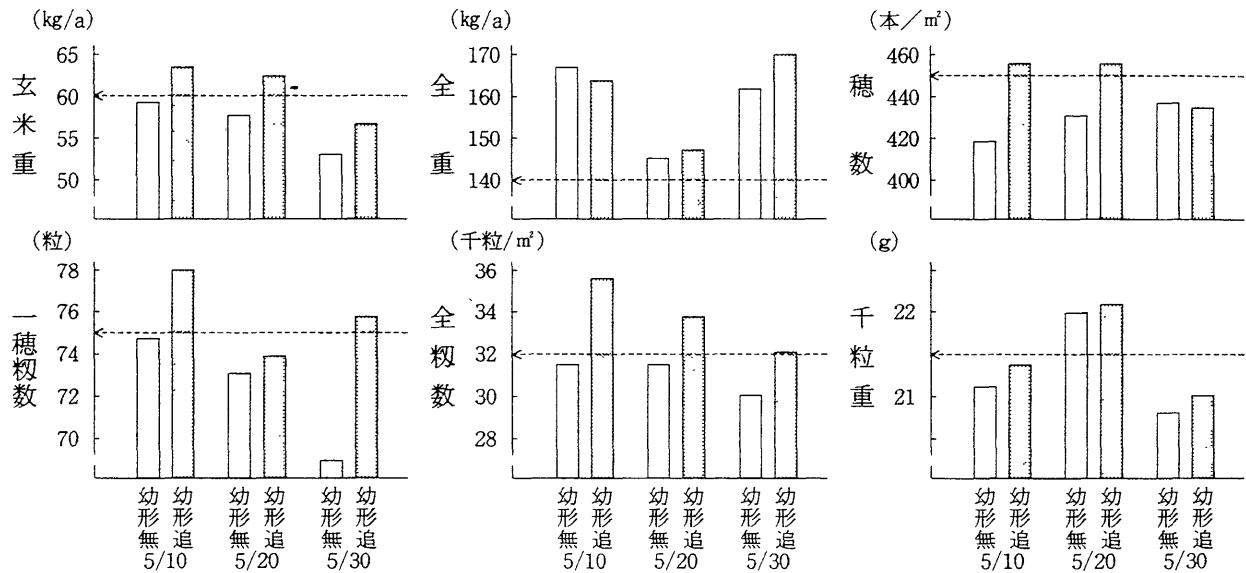 (kg/a)
玄米重
65
60
55
50
(kg/a)
全重
170
160
150
140
(本／㎡)
穂数
460
440
420
400
(粒)
一穂籾数
78
76
74
72
70
幼形無
幼形追
幼形無
幼形追
幼形無
幼形追
5/10
5/20
5/30
(千粒/㎡)
全籾数
36
34
32
30
28
幼形無
幼形追
幼形無
幼形追
幼形無
幼形追
5/10
5/20
5/30
(g)
千粒重
22
21
幼形無
幼形追
幼形無
幼形追
幼形無
幼形追
5/10
5/20
5/30